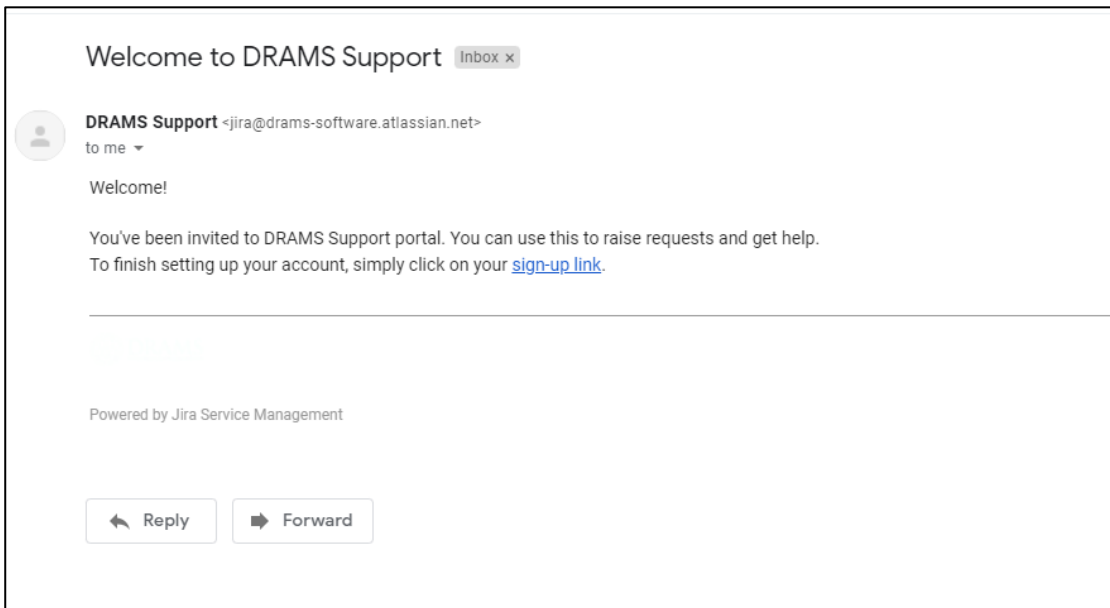 Welcome to DRAMS Support Inbox x
DRAMS Support <jira@drams-software.atlassian.net>
to me
Welcome!
You've been invited to DRAMS Support portal. You can use this to raise requests and get help.
To finish setting up your account, simply click on your sign-up link.
Powered by Jira Service Management
Reply Forward